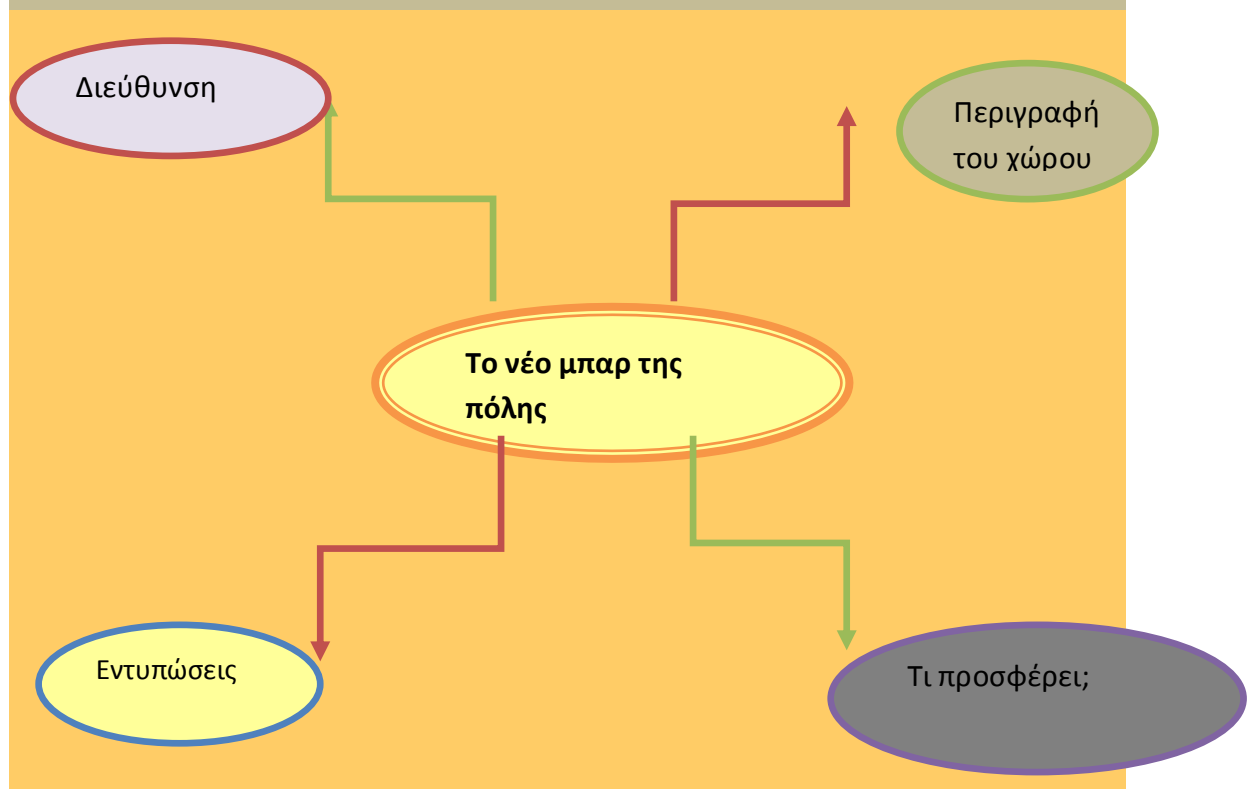 Διεύθυνση
Περιγραφή
του χώρου
Το νέο μπαρ της
πόλης
Εντυπώσεις
Τι προσφέρει;